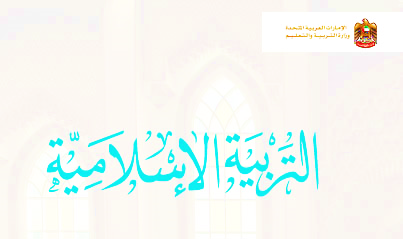 الإمارات العربية المتحدة
وزارة التربية والتعليم
التربية الإسلامية